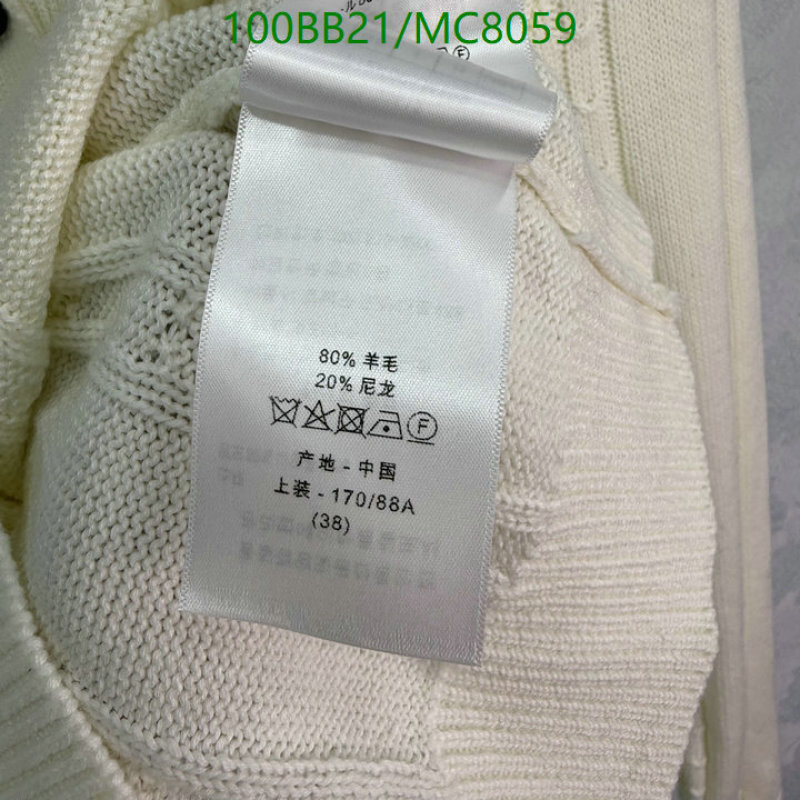 100BB21/MC8059
80% 羊毛
20% 尼龙
F
产地 - 中国
上装 - 170/88A
(38)